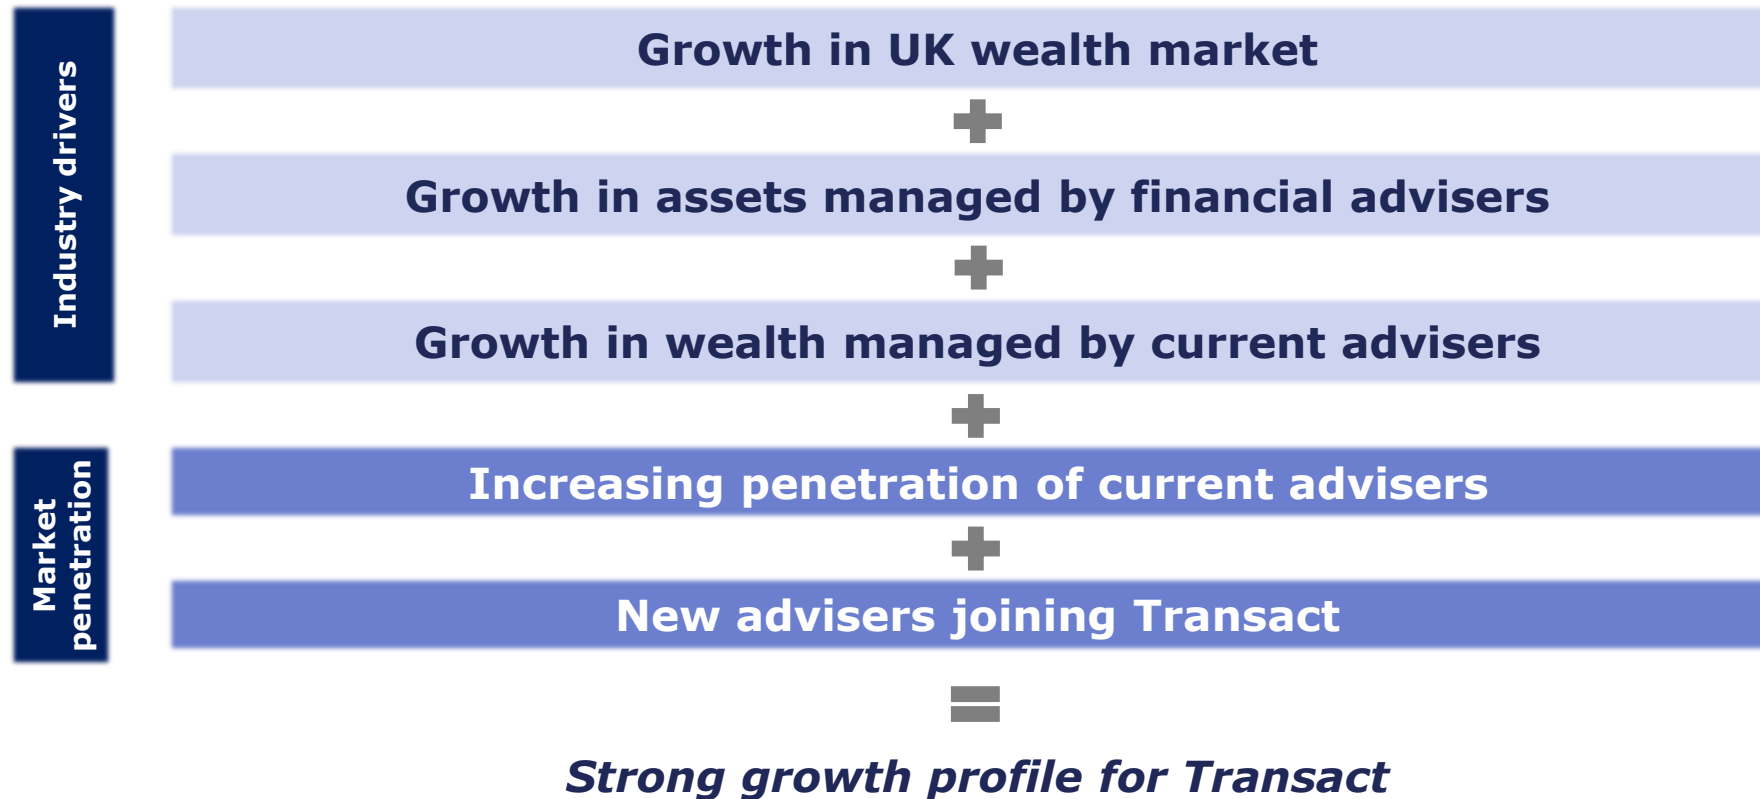 Industry drivers
Growth in UK wealth market
Growth in assets managed by financial advisers
Growth in wealth managed by current advisers
Market
penetration
Increasing penetration of current advisers
New advisers joining Transact
Strong growth profile for Transact